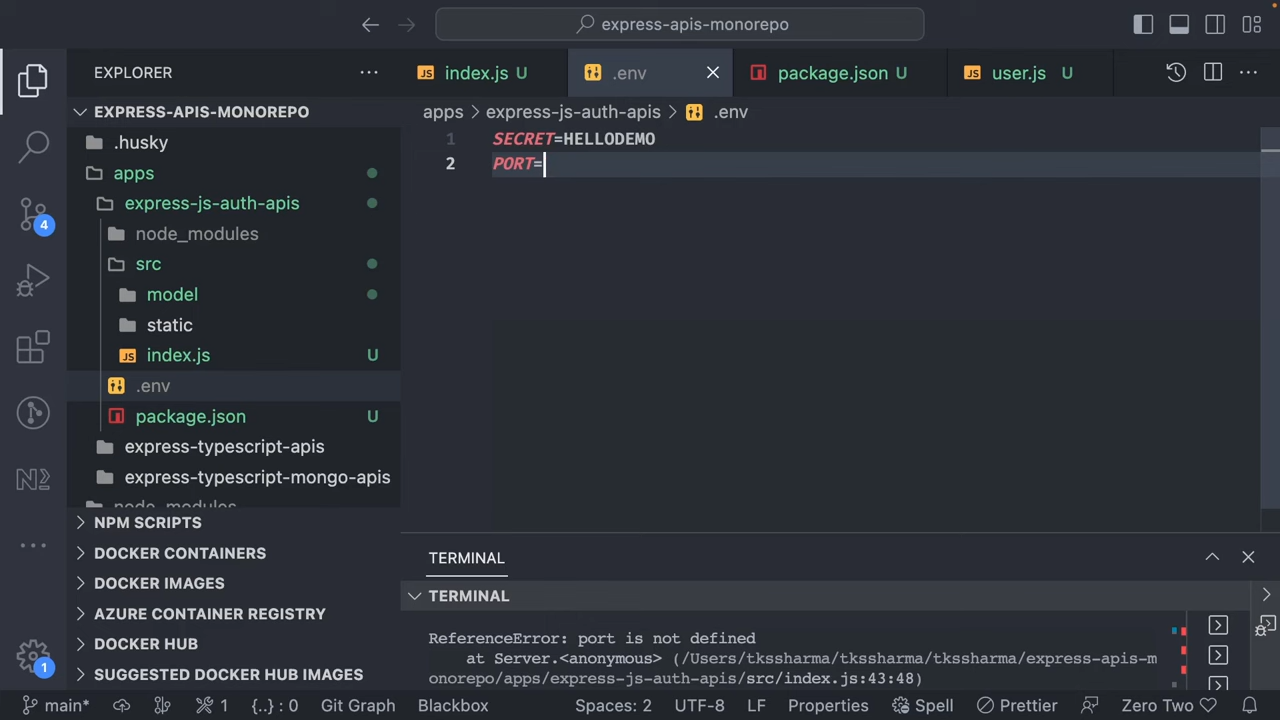 express-apis-monorepo
EXPLORER
index.js U
.env
package.json U
user.js U
EXPRESS-APIS-MONOREPO
apps
express-js-auth-apis
.env
.husky
1 SECRET=HELLODEMO
apps
2 PORT=
express-js-auth-apis
4
node_modules
src
model
static
index.js U
.env
package.json U
express-typescript-apis
express-typescript-mongo-apis
node_modules
NPM SCRIPTS
DOCKER CONTAINERS
DOCKER IMAGES
AZURE CONTAINER REGISTRY
DOCKER HUB
SUGGESTED DOCKER HUB IMAGES
1
TERMINAL
TERMINAL
ReferenceError: port is not defined
at Server.<anonymous> (/Users/tkssharma/tkssharma/tkssharma/express-apis-m
onorepo/apps/express-js-auth-apis/src/index.js:43:48)
main* 1 {..} : 0 Git Graph Blackbox Spaces: 2 UTF-8 LF Properties Spell Prettier Zero Two